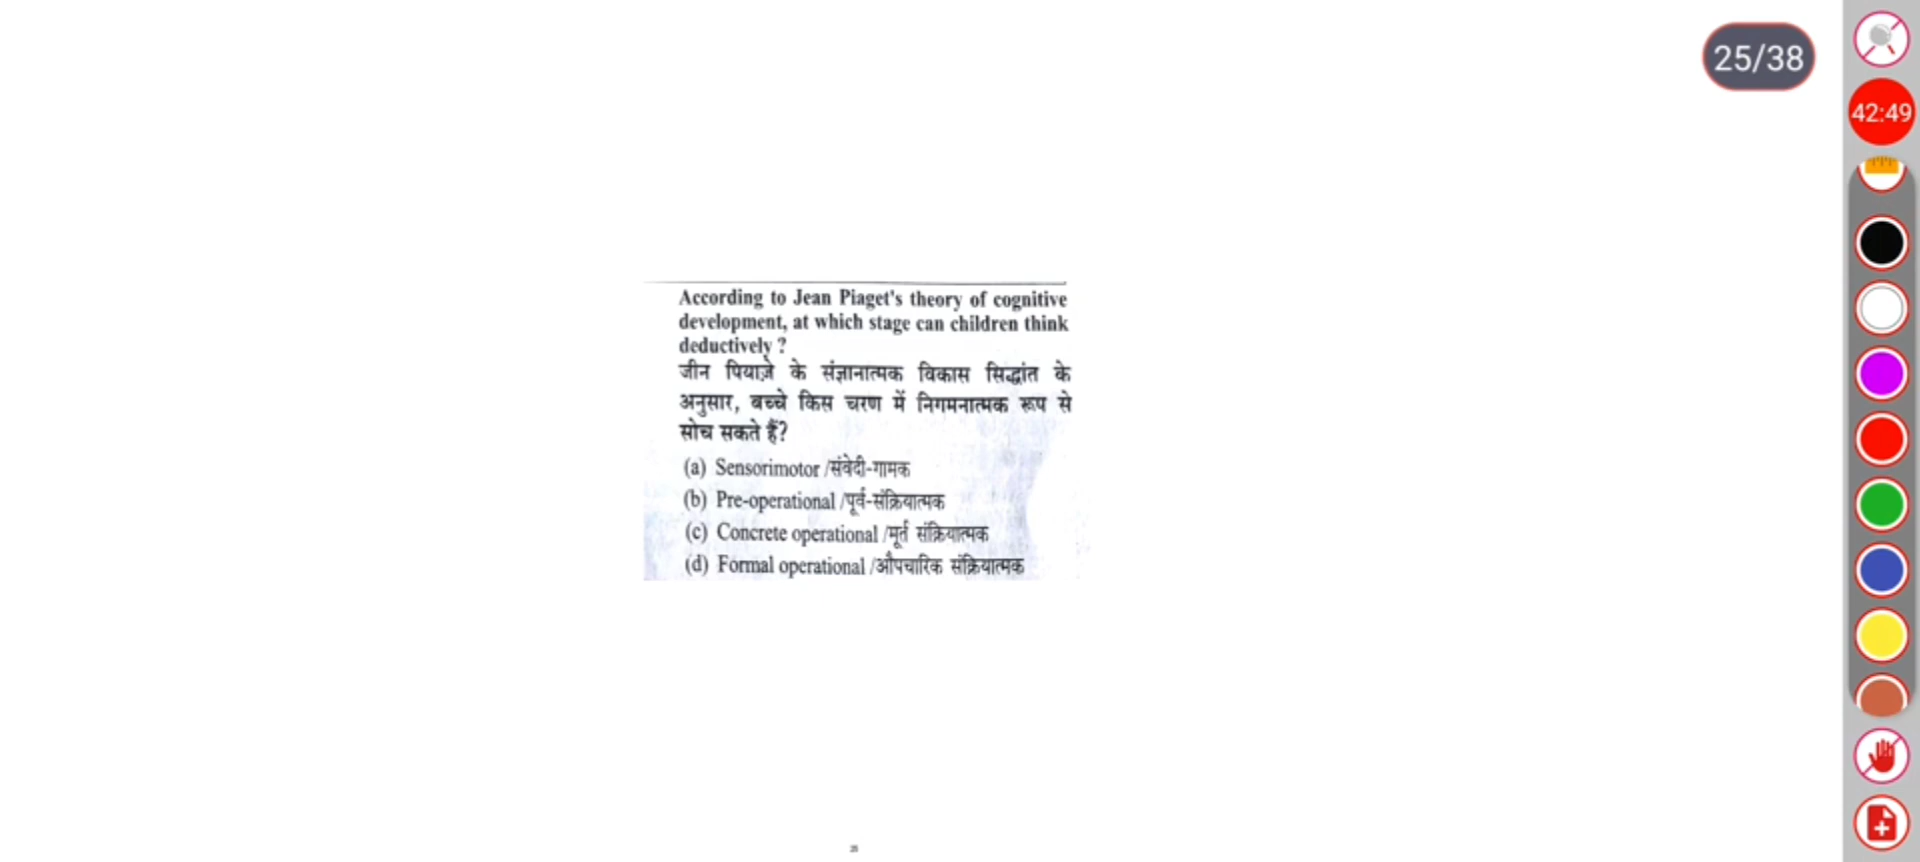 25/38
42:49
According to Jean Piaget's theory of cognitive
development, at which stage can children think
deductively ?
जीन पियाज़े के संज्ञानात्मक विकास सिद्धांत के
अनुसार, बच्चे किस चरण में निगमनात्मक रूप से
सोच सकते हैं?
(a) Sensorimotor /संवेदी-गामक
(b) Pre-operational /पूर्व-संक्रियात्मक
(c) Concrete operational /मूर्त संक्रियात्मक
(d) Formal operational /औपचारिक संक्रियात्मक